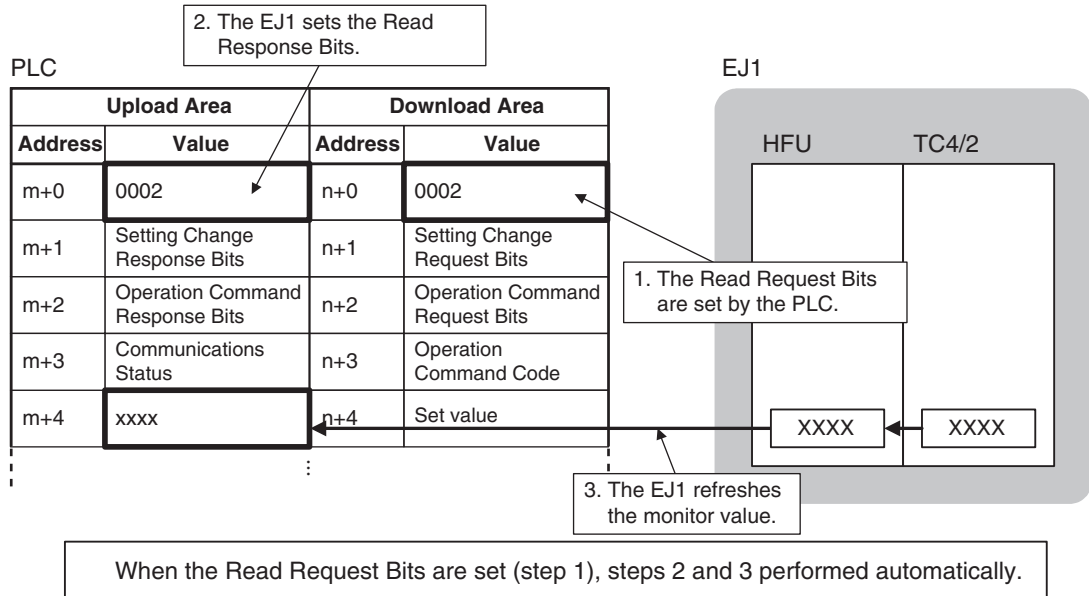 2. The EJ1 sets the Read
Response Bits.
PLC
EJ1
Upload Area Download Area
Address Value Address Value
HFU TC4/2
m+0 0002 n+0 0002
m+1 Setting Change n+1 Setting Change
Response Bits Request Bits
1. The Read Request Bits
are set by the PLC.
m+2 Operation Command n+2 Operation Command
Response Bits Request Bits
m+3 Communications n+3 Operation
Status Command Code
m+4 xxxx n+4 Set value
XXXX XXXX
3. The EJ1 refreshes
the monitor value.
When the Read Request Bits are set (step 1), steps 2 and 3 performed automatically.